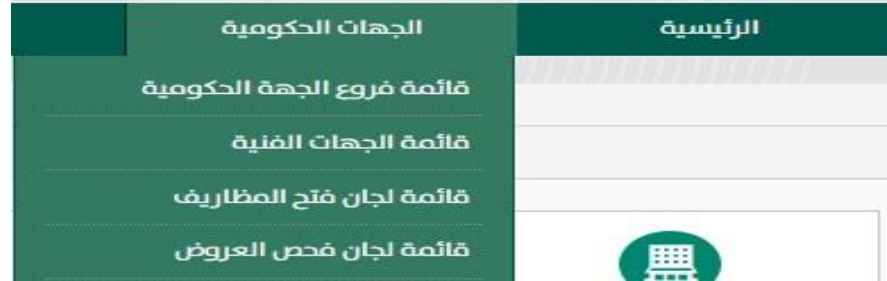 الرئيسية
الجهات الحكومية
قائمة فروع الجهة الحكومية
قائمة الجهات الفنية
قائمة لجان فتح المظاريف
قائمة لجان فحص العروض